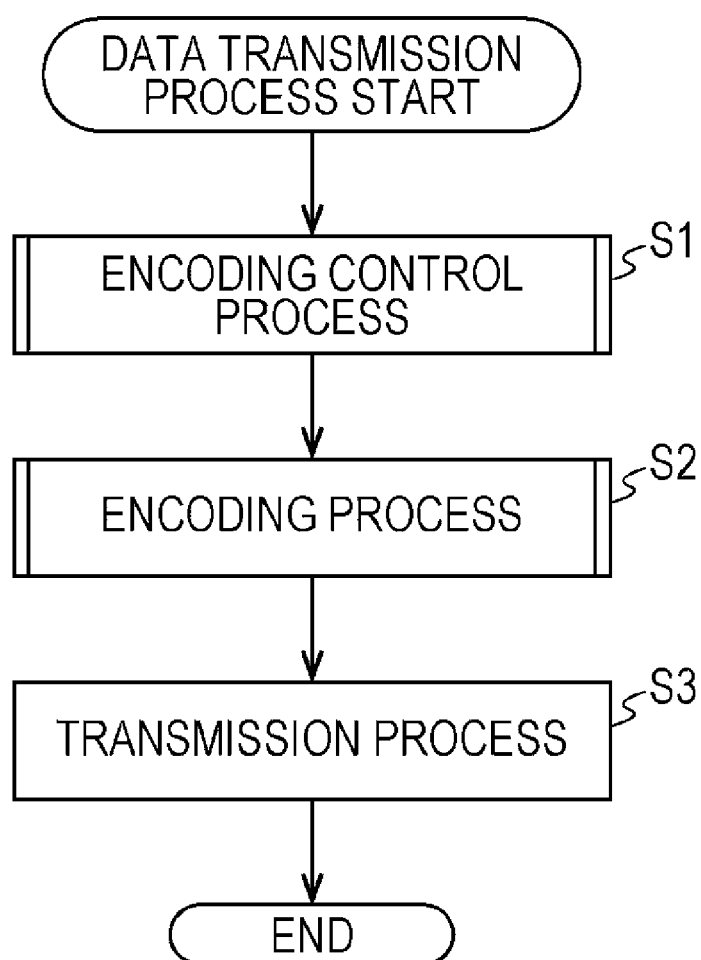 DATA TRANSMISSION
PROCESS START
ENCODING CONTROL
PROCESS
S1
ENCODING PROCESS
S2
TRANSMISSION PROCESS
S3
END